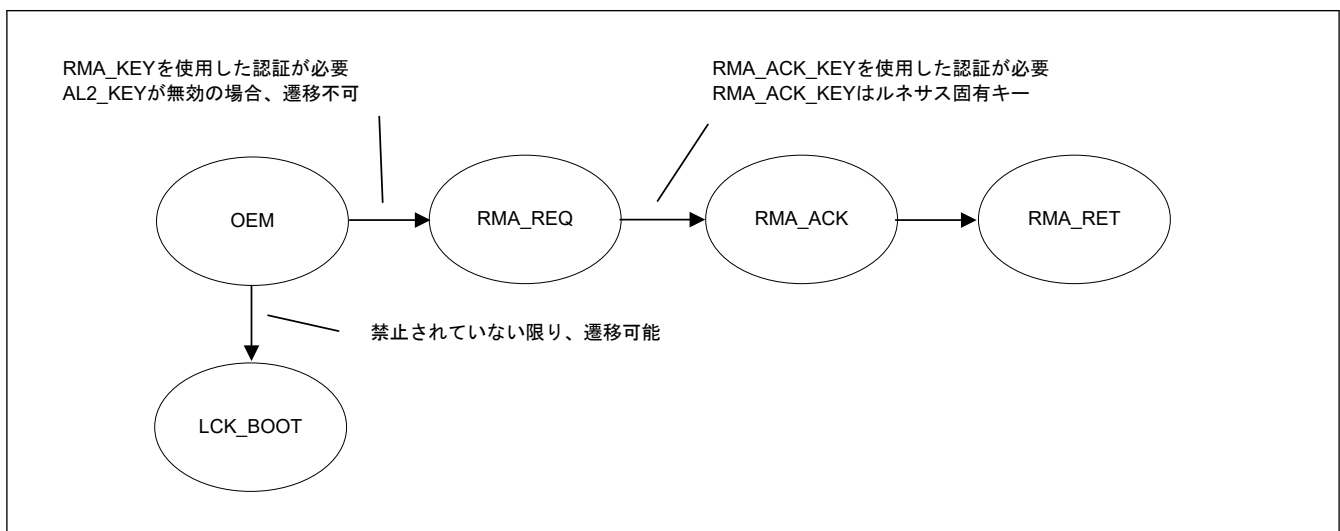 RMA_KEYを使用した認証が必要
AL2_KEYが無効の場合、遷移不可
RMA_ACK_KEYを使用した認証が必要
RMA_ACK_KEYはルネサス固有キー
OEM
RMA_REQ
RMA_ACK
RMA_RET
禁止されていない限り、遷移可能
LCK_BOOT